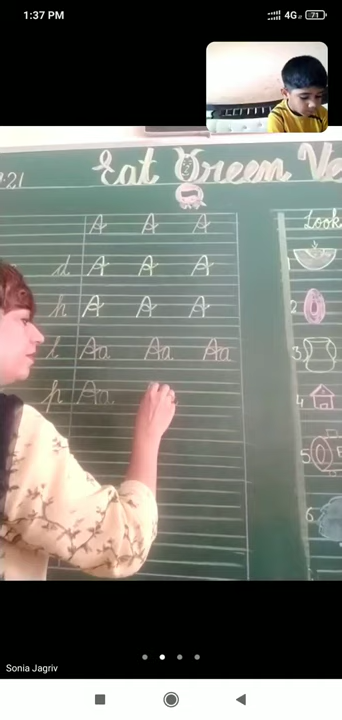 1:37 PM 4G 71
:21 Eat Green Ve
A A A Look
d A A A 1
h A A A 2
l Aa Aa Aa 3
p Aa 4
5
6
Sonia Jagriv